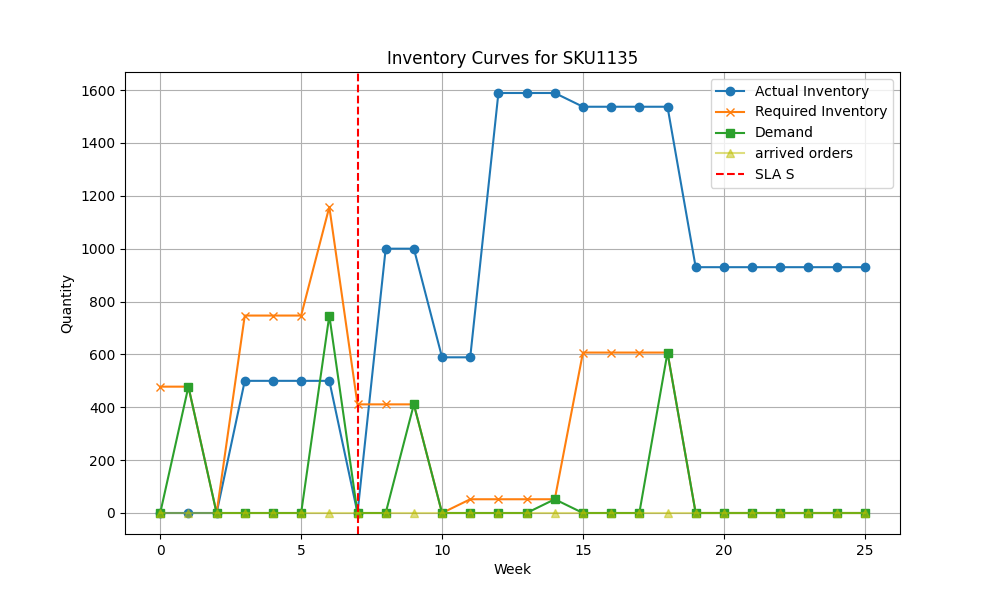 Inventory Curves for SKU1135
Quantity
1600
1400
1200
1000
800
600
400
200
0
Actual Inventory
Required Inventory
Demand
arrived orders
SLA S
0 5 10 15 20 25
Week